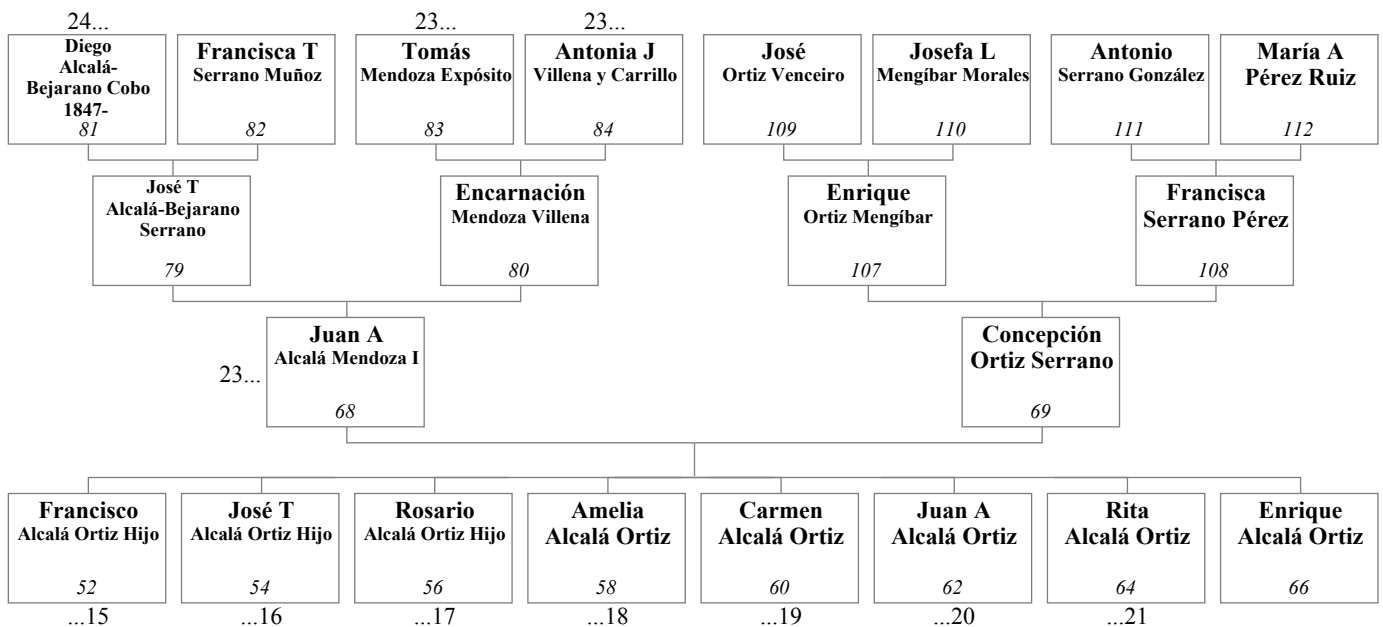 24...
23...
23...
Diego
Alcalá-
Bejarano Cobo
1847-
81
Francisca T
Serrano Muñoz
82
Tomás
Mendoza Expósito
83
Antonia J
Villena y Carrillo
84
José
Ortiz Venceiro
109
Josefa L
Mengíbar Morales
110
Antonio
Serrano González
111
María A
Pérez Ruiz
112
José T
Alcalá-Bejarano
Serrano
79
Encarnación
Mendoza Villena
80
Enrique
Ortiz Mengíbar
107
Francisca
Serrano Pérez
108
23...
Juan A
Alcalá Mendoza I
68
Concepción
Ortiz Serrano
69
Francisco
Alcalá Ortiz Hijo
52
...15
José T
Alcalá Ortiz Hijo
54
...16
Rosario
Alcalá Ortiz Hijo
56
...17
Amelia
Alcalá Ortiz
58
...18
Carmen
Alcalá Ortiz
60
...19
Juan A
Alcalá Ortiz
62
...20
Rita
Alcalá Ortiz
64
...21
Enrique
Alcalá Ortiz
66